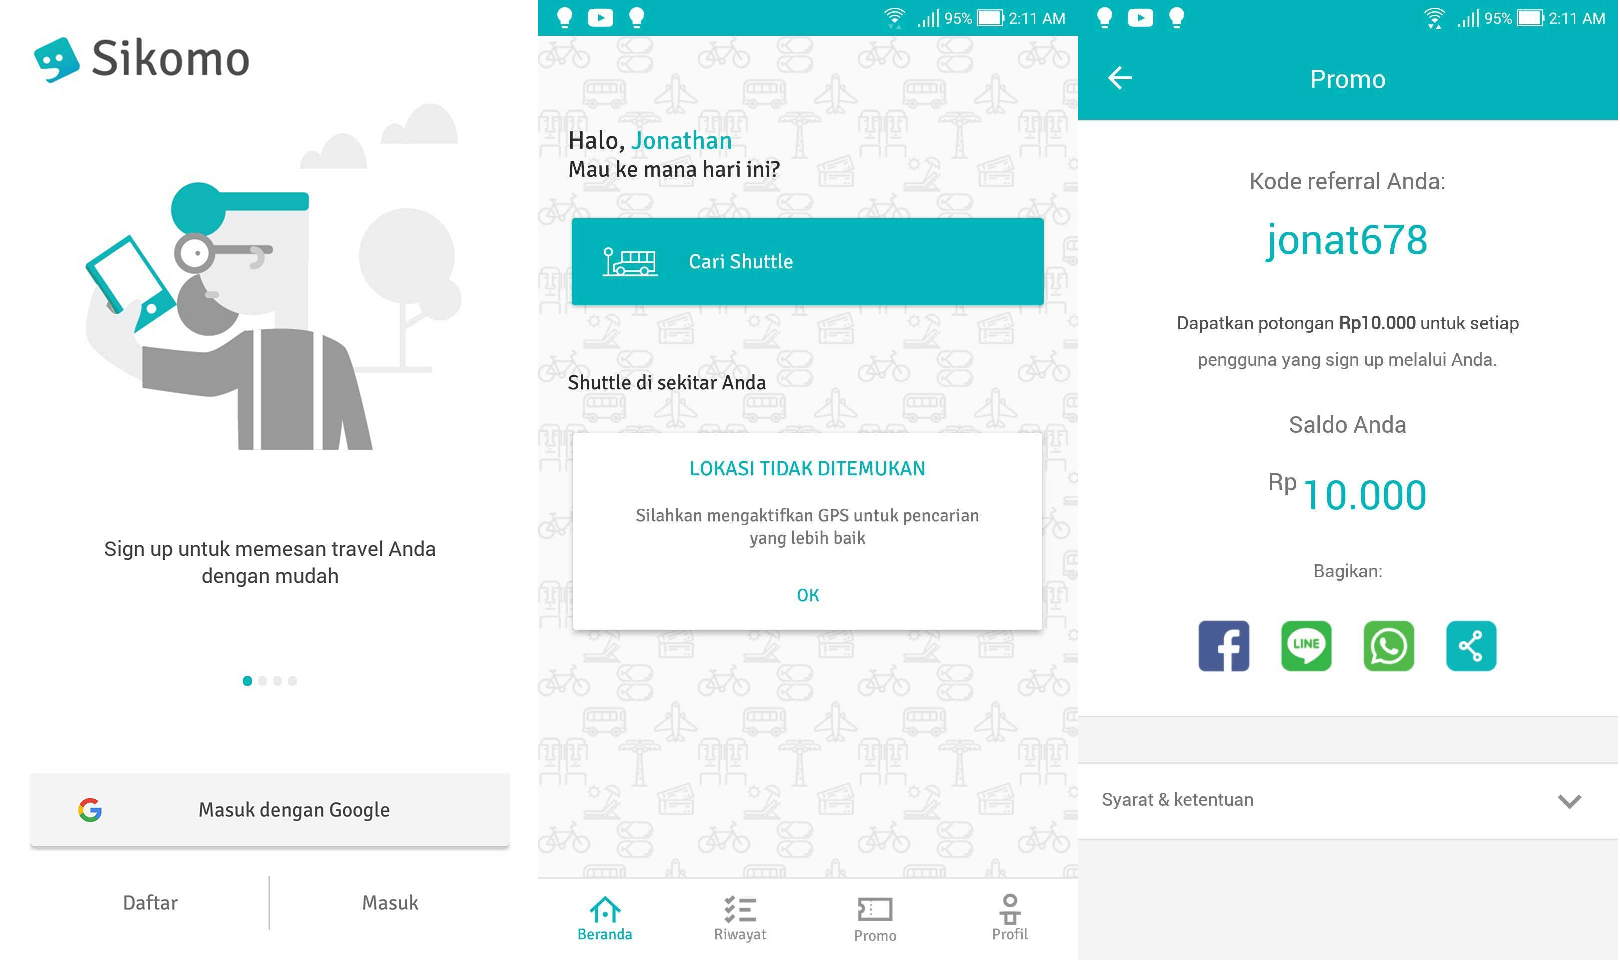 Sikomo
Sign up untuk memesan travel Anda
dengan mudah
Masuk dengan Google
Daftar
Masuk
95%
2:11 AM
Halo, Jonathan
Mau ke mana hari ini?
Cari Shuttle
Shuttle di sekitar Anda
LOKASI TIDAK DITEMUKAN
Silahkan mengaktifkan GPS untuk pencarian
yang lebih baik
OK
Beranda
Riwayat
Promo
Profil
95%
2:11 AM
Promo
Kode referral Anda:
jonat678
Dapatkan potongan Rp10.000 untuk setiap
pengguna yang sign up melalui Anda.
Saldo Anda
Rp 10.000
Bagikan:
LINE
Syarat & ketentuan